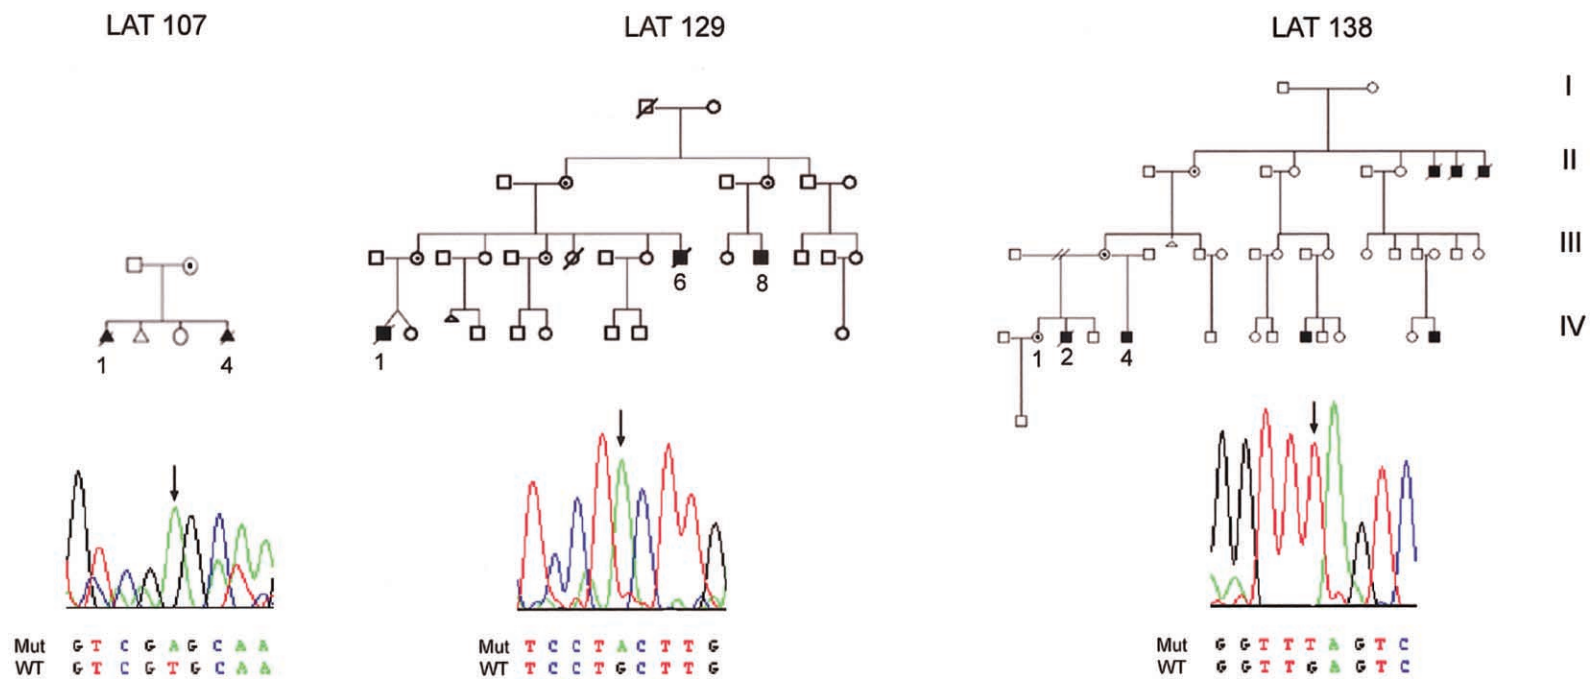 LAT 107 LAT 129 LAT 138
I
II
III
IV
6 8
1 4
1
1 2 4
Mut G T C G A G C A A
WT G T C G T G C A A
Mut T C C T A C T T G
WT T C C T G C T T G
Mut G G T T T A G T C
WT G G T T G A G T C